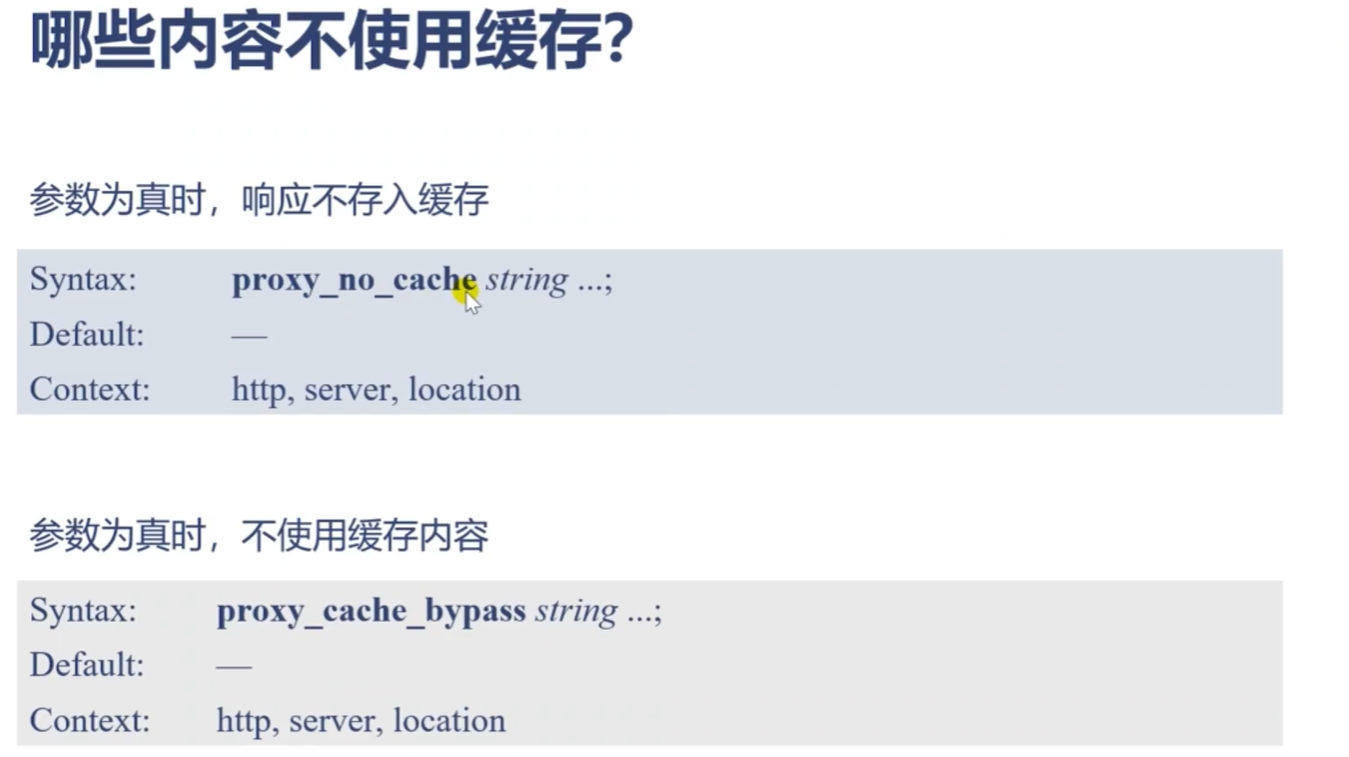 哪些内容不使用缓存？
参数为真时，响应不存入缓存
Syntax: proxy_no_cache string ...;
Default: —
Context: http, server, location
参数为真时，不使用缓存内容
Syntax: proxy_cache_bypass string ...;
Default: —
Context: http, server, location